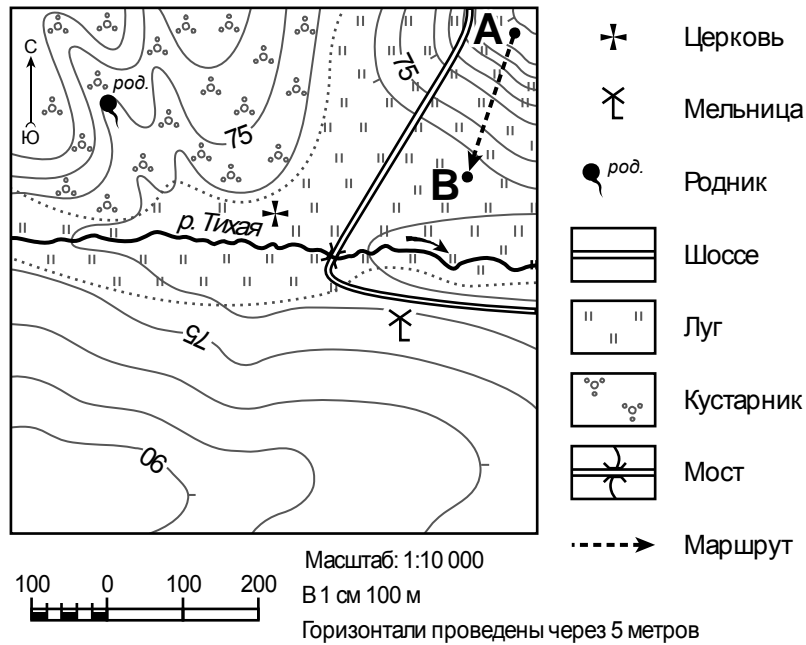 С
Ю
род.
75
75
А
В
р. Тихая
75
90
Церковь
Мельница
род.
Родник
Шоссе
Луг
Кустарник
Мост
Маршрут
Масштаб: 1:10 000
100 0 100 200
В 1 см 100 м
Горизонтали проведены через 5 метров